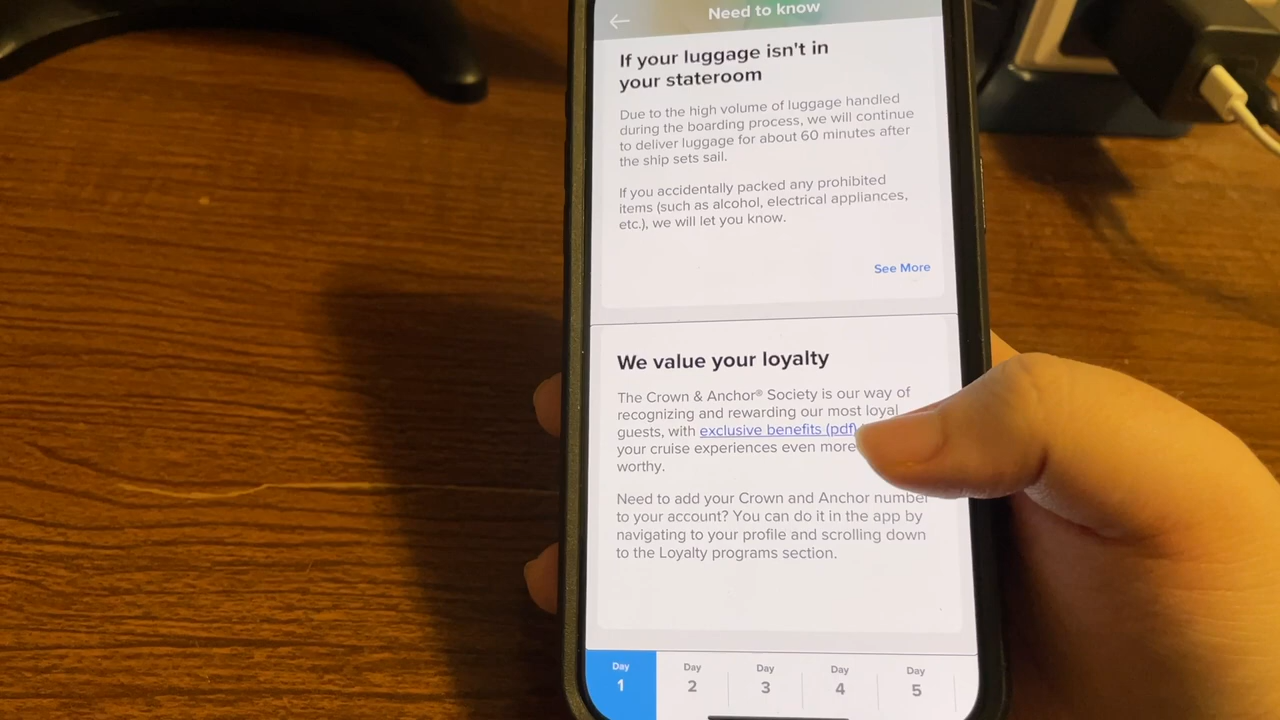 Need to know
If your luggage isn't in
your stateroom
Due to the high volume of luggage handled
during the boarding process, we will continue
to deliver luggage for about 60 minutes after
the ship sets sail.
If you accidentally packed any prohibited
items (such as alcohol, electrical appliances,
etc.), we will let you know.
See More
We value your loyalty
The Crown & Anchor® Society is our way of
recognizing and rewarding our most loyal
guests, with exclusive benefits (pdf)
your cruise experiences even more
worthy.
Need to add your Crown and Anchor number
to your account? You can do it in the app by
navigating to your profile and scrolling down
to the Loyalty programs section.
Day Day Day Day Day
1 2 3 4 5